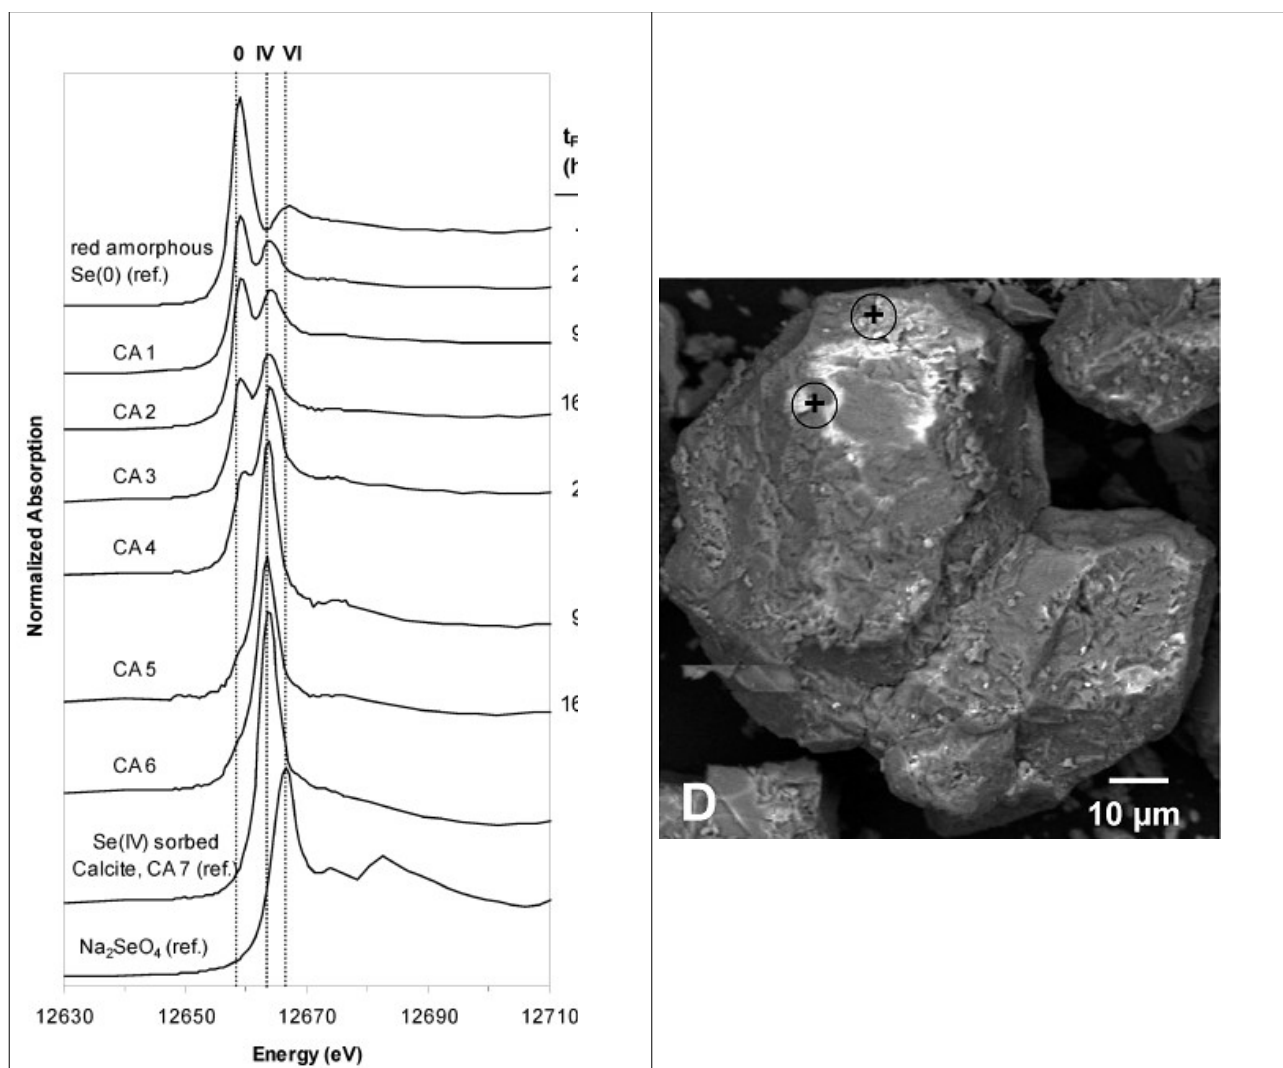 0 IV VI
t_F
(h
red amorphous
Se(0) (ref.)
2
CA 1
9
CA 2
16
CA 3
2
CA 4
9
CA 5
16
CA 6
Se(IV) sorbed
Calcite, CA 7 (ref.)
Na₂SeO₄ (ref.)
12630 12650 12670 12690 12710
Energy (eV)
Normalized Absorption
D
10 µm